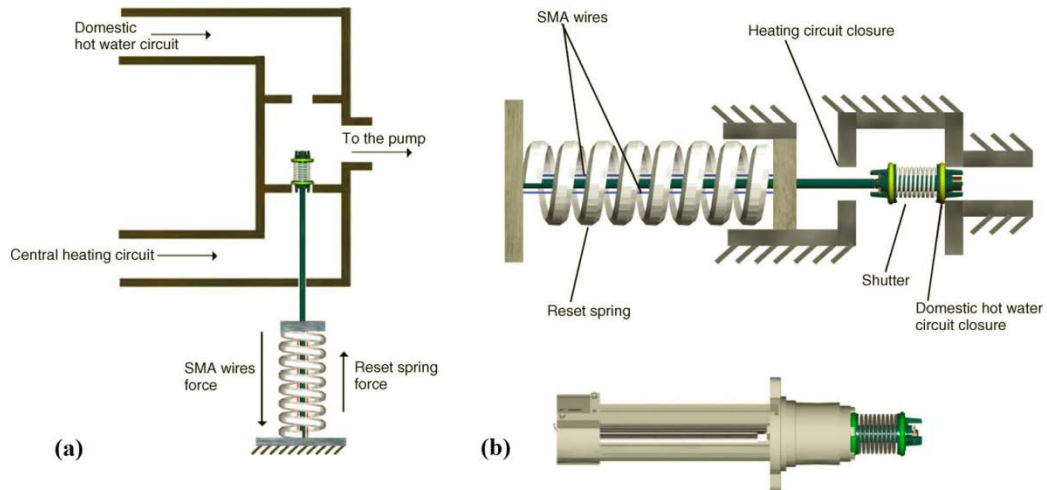 Domestic
hot water circuit
To the pump
Central heating circuit
SMA wires
force
Reset spring
force
(a)
SMA wires
Heating circuit closure
Reset spring
Shutter
Domestic hot water
circuit closure
(b)